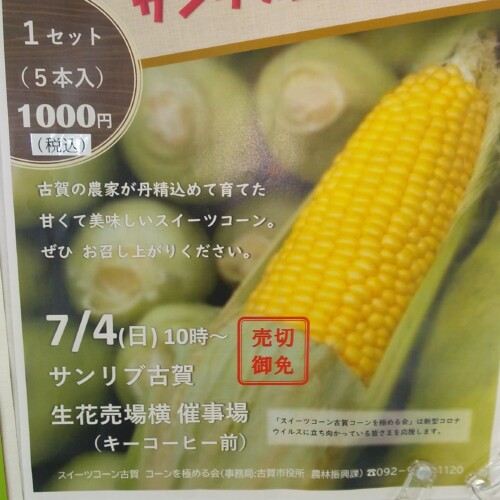 1セット
(5本入)
1000円
(税込)
古賀の農家が丹精込めて育てた
甘くて美味しいスイーツコーン。
ぜひ お召し上がりください。
7/4(日) 10時～
売切
御免
サンリブ古賀
生花売場横 催事場
(キーコーヒー前)
「スイーツコーン古賀コーンを極める会」は新型コロナ
ウイルスに立ち向かっている皆さまを応援します。
スイーツコーン古賀 コーンを極める会(事務局:古賀市役所 農林振興課)☎092-9 1120